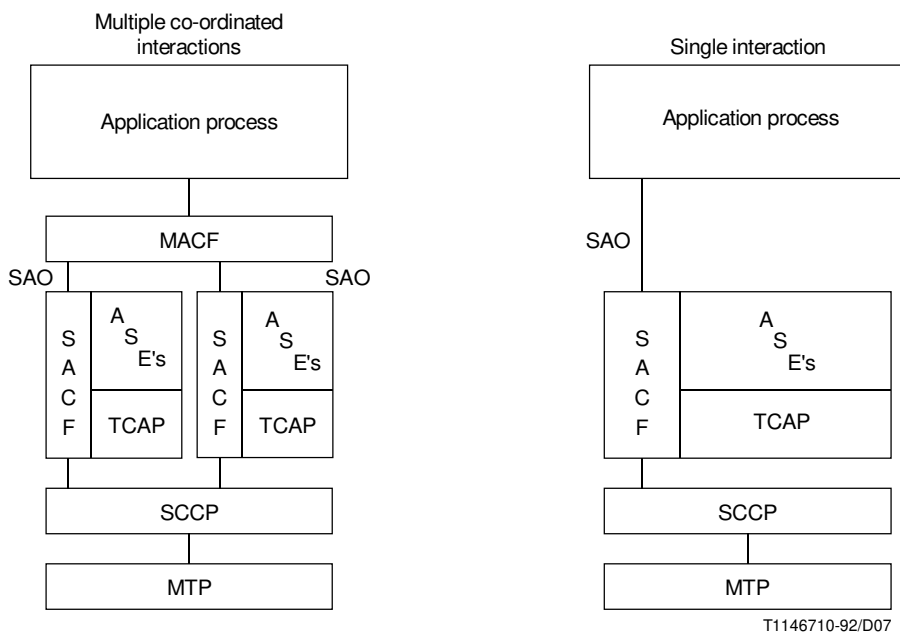 Multiple co-ordinated
interactions
Application process
MACF
SAO
SAO
S
A
C
F
A
S
E's
TCAP
S
A
C
F
A
S
E's
TCAP
SCCP
MTP
Single interaction
Application process
SAO
S
A
C
F
A
S
E's
TCAP
SCCP
MTP
T1146710-92/D07